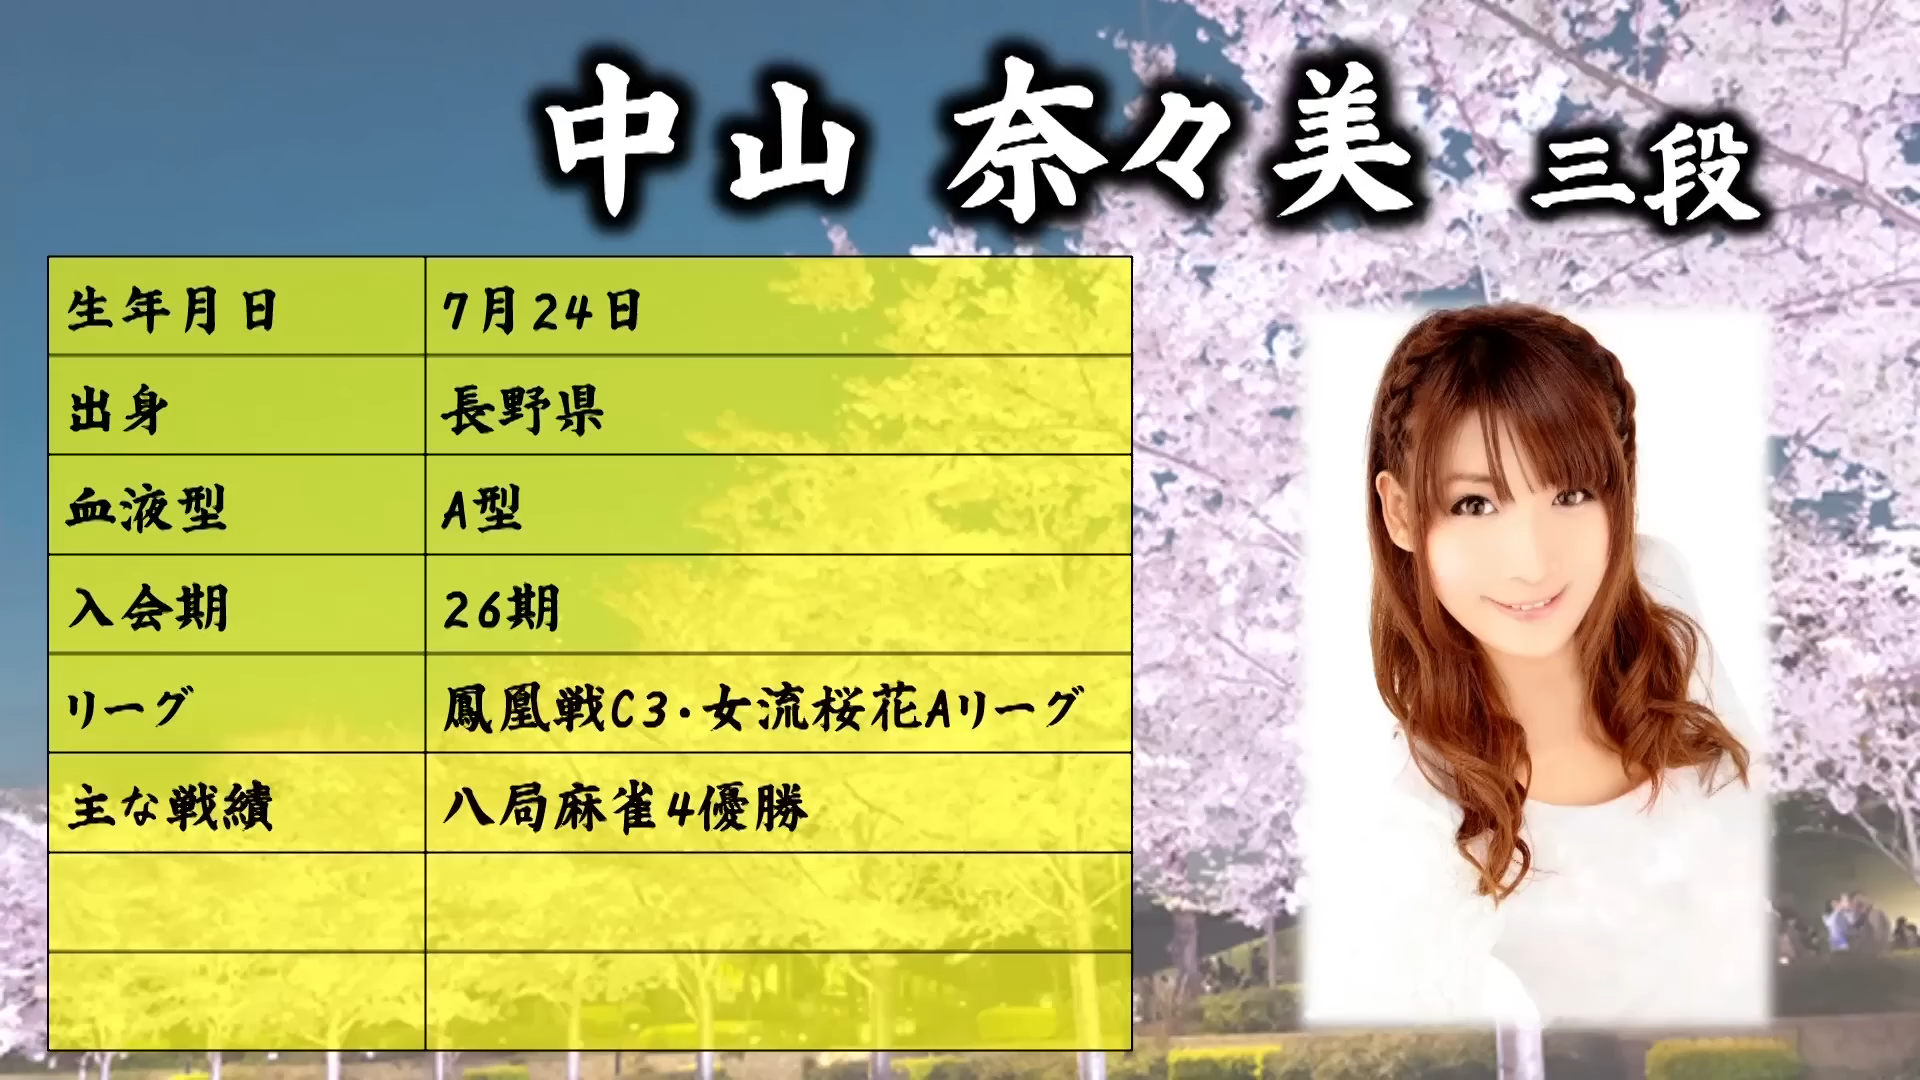 中山 奈々美 三段
生年月日 7月24日
出身 長野県
血液型 A型
入会期 26期
リーグ 鳳凰戦C3・女流桜花Aリーグ
主な戦績 八局麻雀4優勝